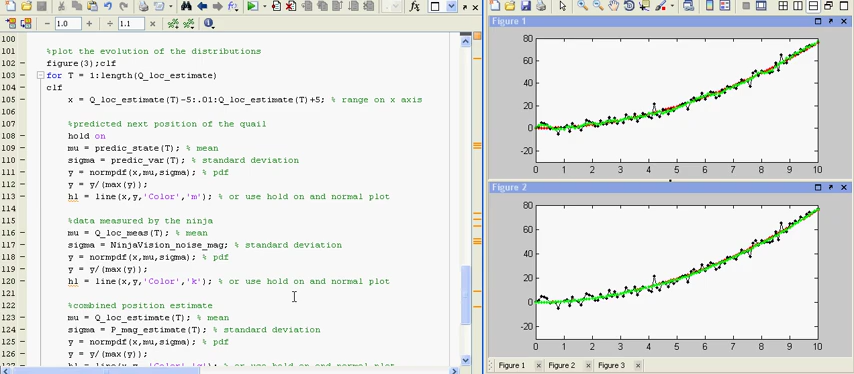 1.0
1.1
100
101 %plot the evolution of the distributions
102 figure(3);clf
103 for T = 1:length(Q_loc_estimate)
104 clf
105 x = Q_loc_estimate(T)-5:.01:Q_loc_estimate(T)+5; % range on x axis
106
107 %predicted next position of the quail
108 hold on
109 mu = predic_state(T); % mean
110 sigma = predic_var(T); % standard deviation
111 y = normpdf(x,mu,sigma); % pdf
112 y = y/(max(y));
113 hl = line(x,y,'Color','m'); % or use hold on and normal plot
114
115 %data measured by the ninja
116 mu = Q_loc_meas(T); % mean
117 sigma = NinjaVision_noise_mag; % standard deviation
118 y = normpdf(x,mu,sigma); % pdf
119 y = y/(max(y));
120 hl = line(x,y,'Color','k'); % or use hold on and normal plot
121
122 %combined position estimate
123 mu = Q_loc_estimate(T); % mean
124 sigma = P_mag_estimate(T); % standard deviation
125 y = normpdf(x,mu,sigma); % pdf
126 y = y/(max(y));
Figure 1
80
60
40
20
0
-20
0 1 2 3 4 5 6 7 8 9 10
Figure 2
80
60
40
20
0
-20
0 1 2 3 4 5 6 7 8 9 10
Figure 1 Figure 2 Figure 3